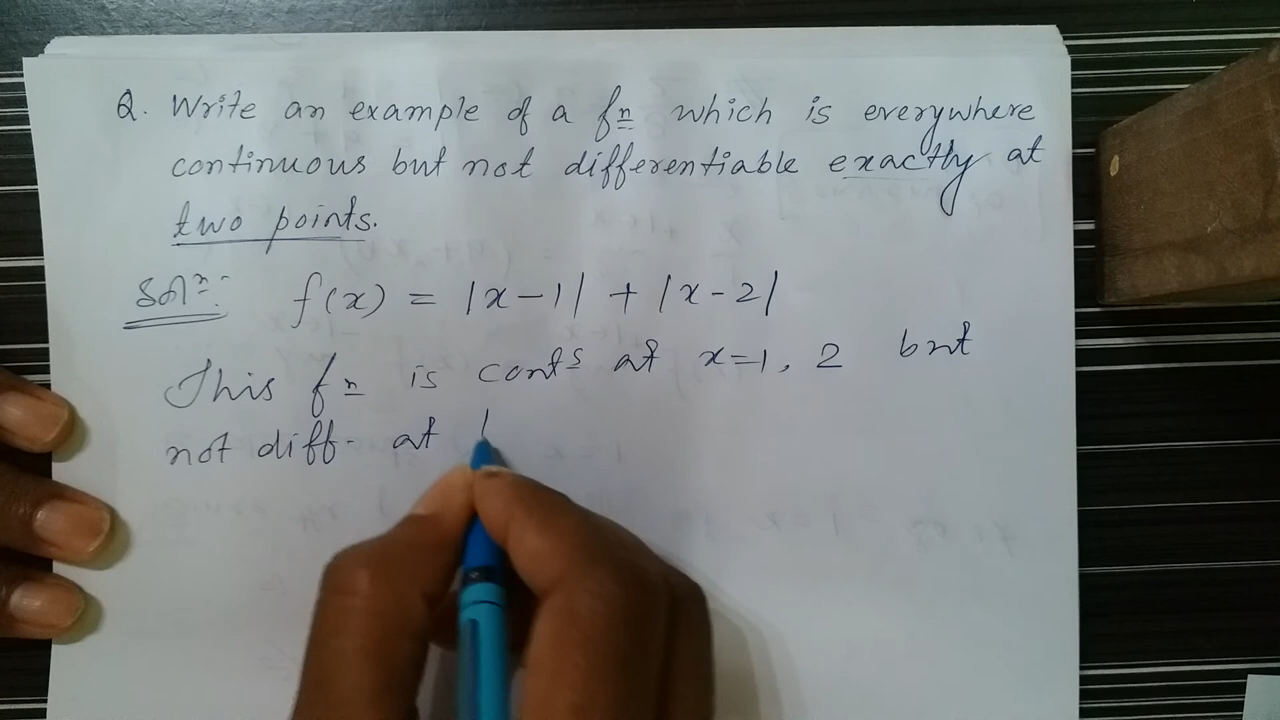 Q. Write an example of a fn which is everywhere
continuous but not differentiable exactly at
two points.
Soln: f(x) = |x-1| + |x-2|
This fn is conts at x=1, 2 but
not diff. at 1